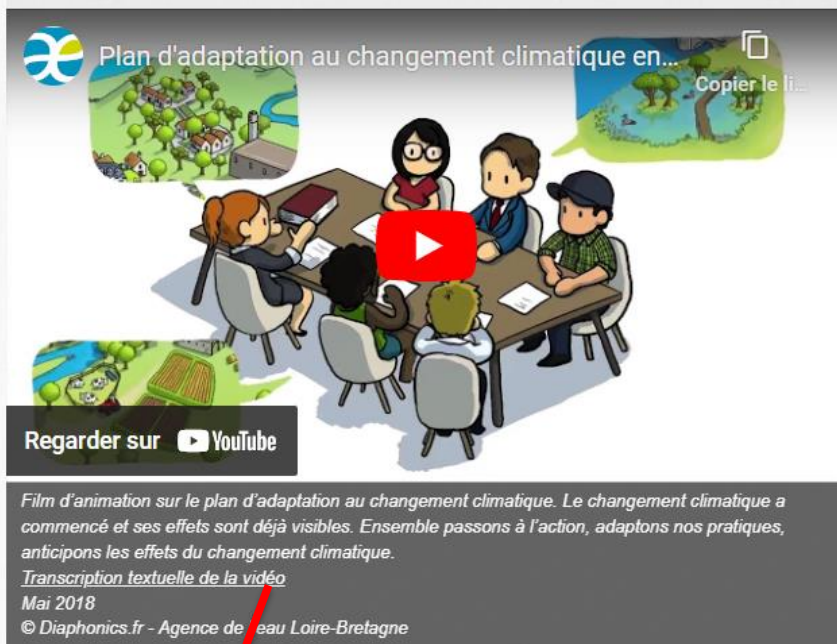 Plan d'adaptation au changement climatique en...
Copier le li...
Regarder sur YouTube
Film d'animation sur le plan d'adaptation au changement climatique. Le changement climatique a
commencé et ses effets sont déjà visibles. Ensemble passons à l'action, adaptons nos pratiques,
anticipons les effets du changement climatique.
Transcription textuelle de la vidéo
Mai 2018
© Diaphonics.fr - Agence de eau Loire-Bretagne